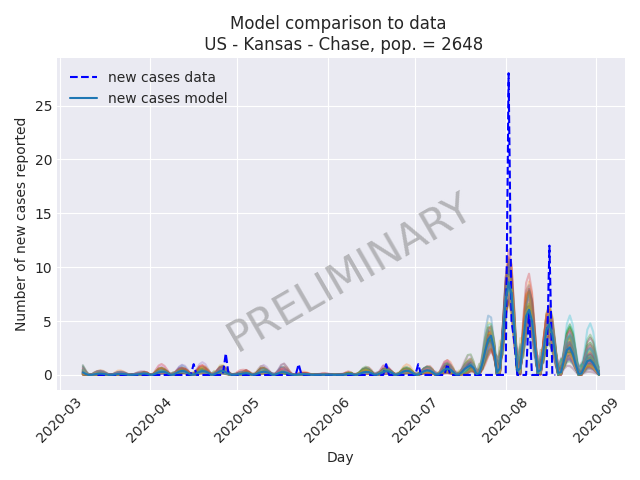 Model comparison to data
US - Kansas - Chase, pop. = 2648
new cases data
new cases model
Number of new cases reported
25
20
15
10
5
0
PRELIMINARY
2020-03
2020-04
2020-05
2020-06
2020-07
2020-08
2020-09
Day